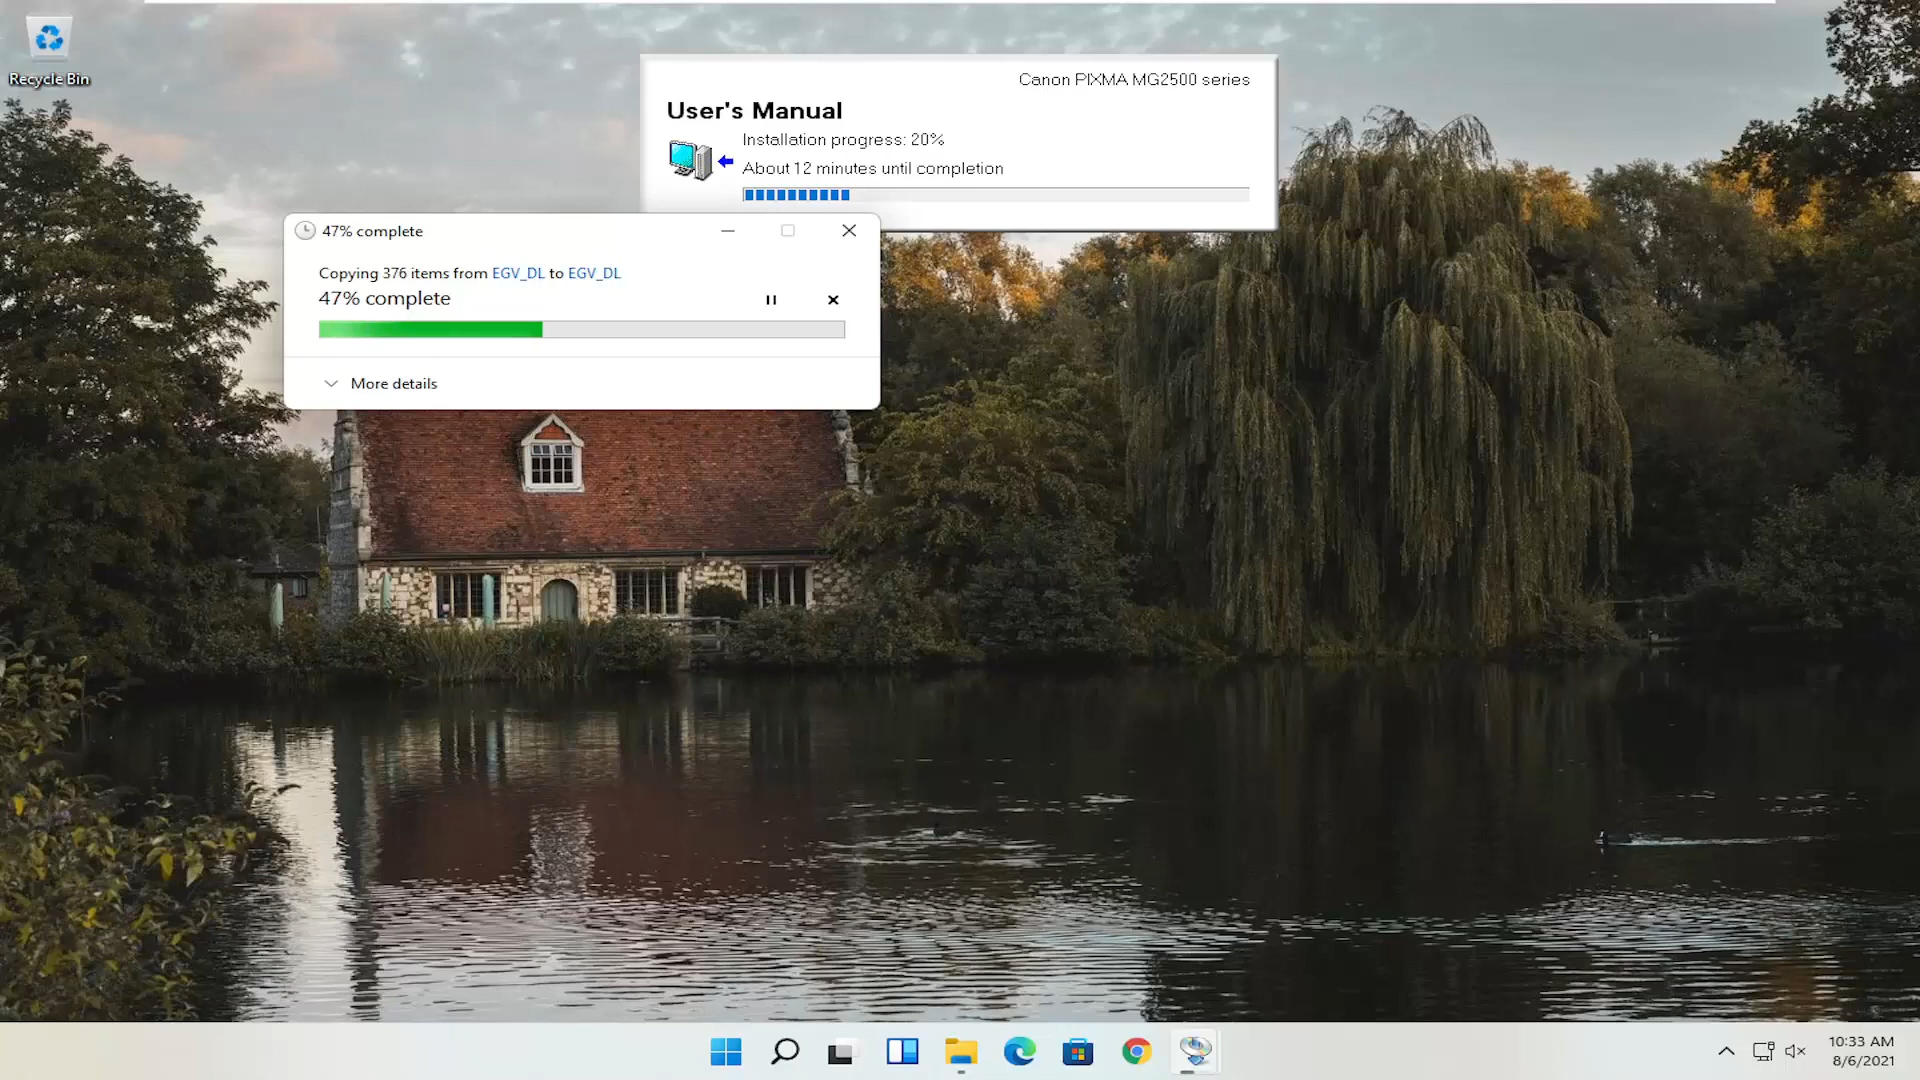 Recycle Bin
Canon PIXMA MG2500 series
User's Manual
Installation progress: 20%
About 12 minutes until completion
47% complete
Copying 376 items from EGV_DL to EGV_DL
47% complete
More details
10:33 AM
8/6/2021